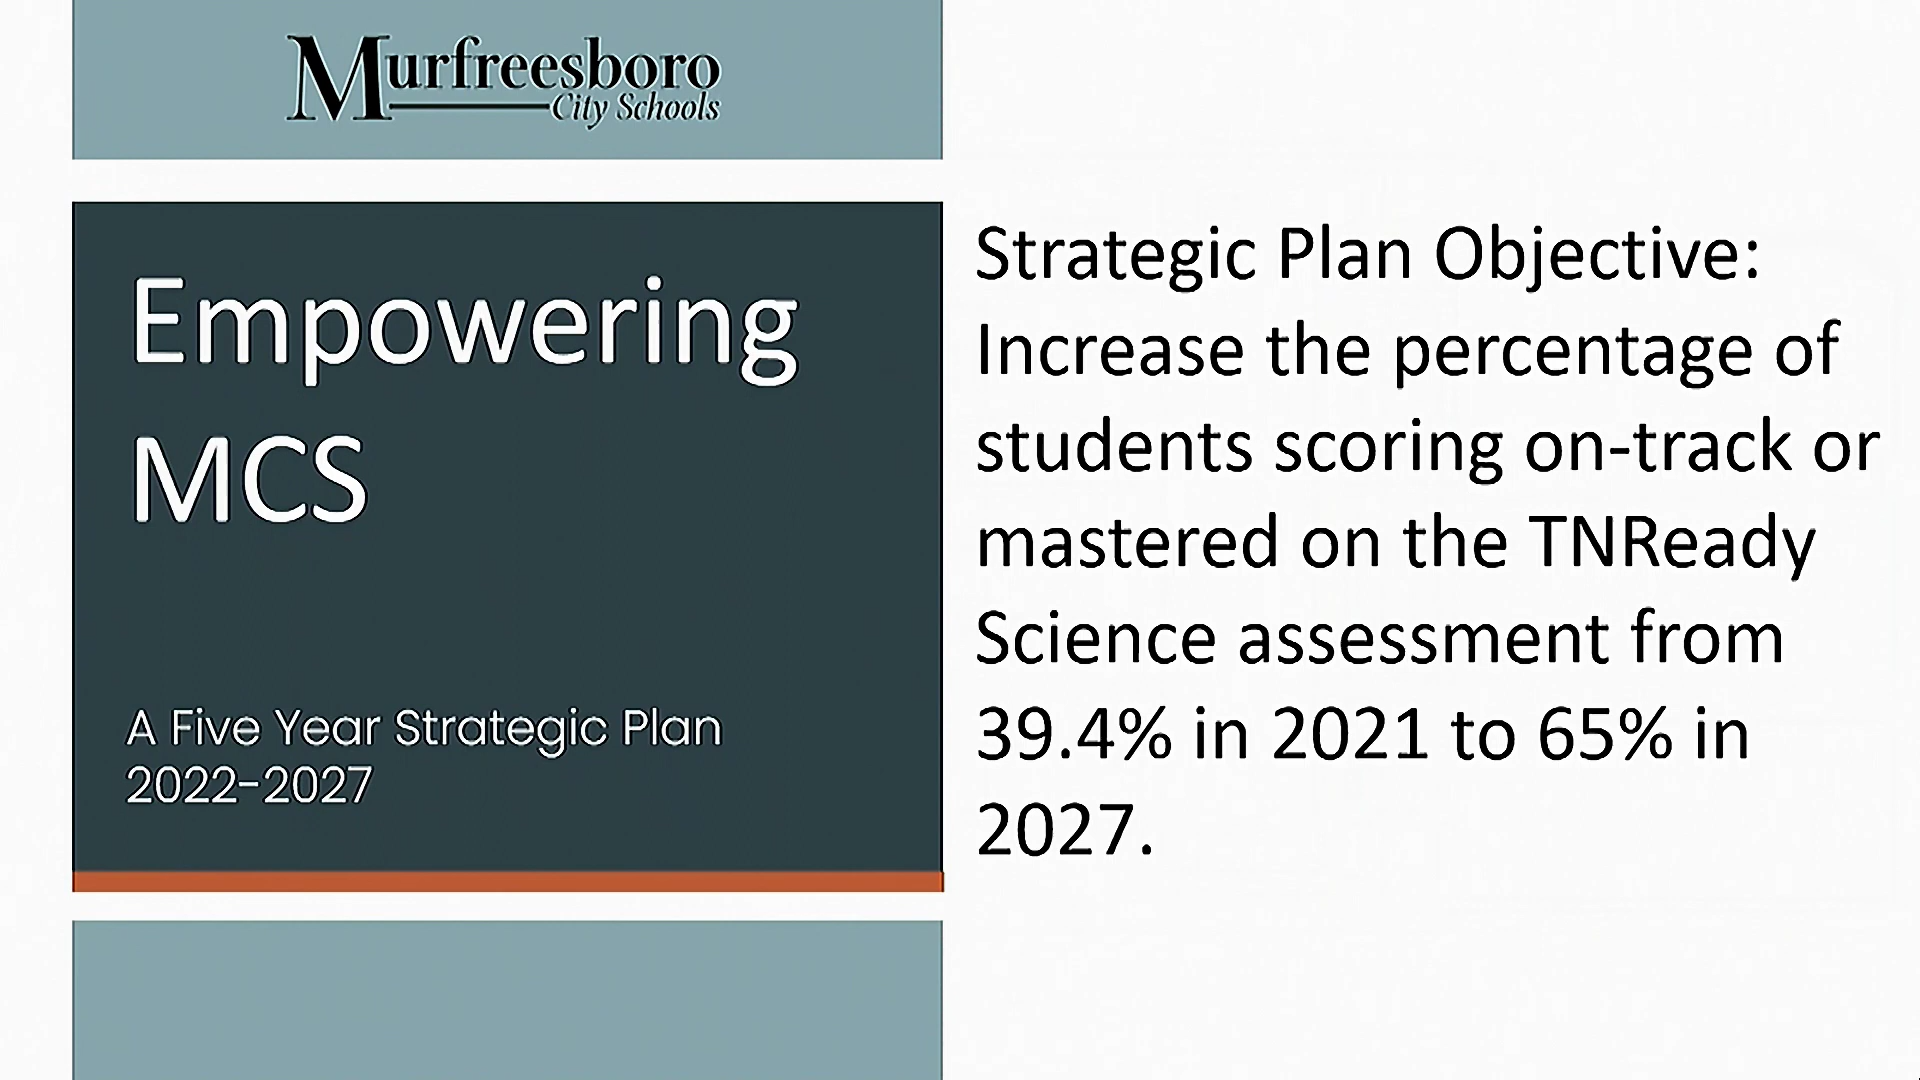 Murfreesboro
City Schools
Empowering
MCS
A Five Year Strategic Plan
2022-2027
Strategic Plan Objective:
Increase the percentage of
students scoring on-track or
mastered on the TNReady
Science assessment from
39.4% in 2021 to 65% in
2027.